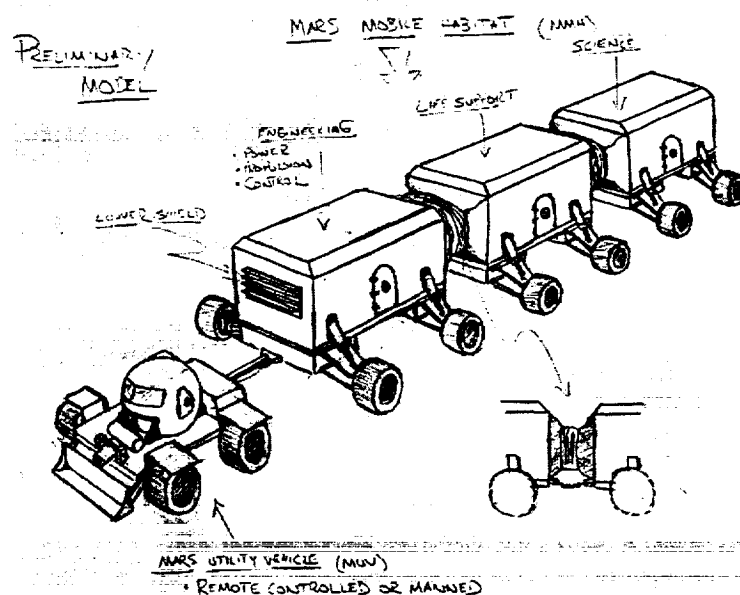 PRELIMINARY
MODEL
MARS MOBILE HABITAT (MMH)
SCIENCE
LIFE SUPPORT
ENGINEERING
• POWER
• PROPULSION
• CONTROL
LOUVER SHIELD
MARS UTILITY VEHICLE (MUV)
• REMOTE CONTROLLED OR MANNED